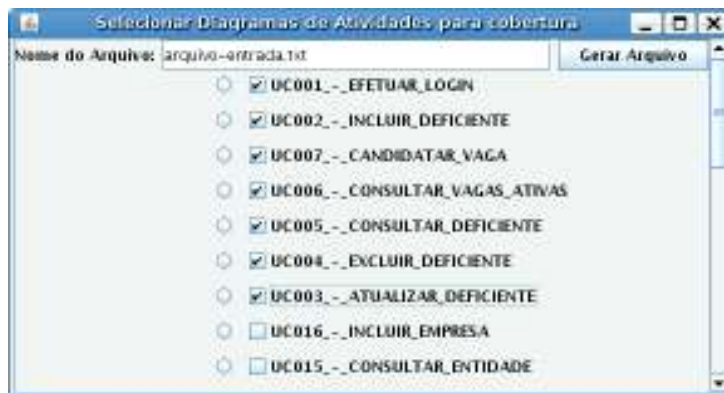 Selecionar Diagramas de Atividades para cobertura
Nome do Arquivo: arquivo-entrada.txt Gerar Arquivo
UC001_-_EFETUAR_LOGIN
UC002_-_INCLUIR_DEFICIENTE
UC007_-_CANDIDATAR_VAGA
UC006_-_CONSULTAR_VAGAS_ATIVAS
UC005_-_CONSULTAR_DEFICIENTE
UC004_-_EXCLUIR_DEFICIENTE
UC003_-_ATUALIZAR_DEFICIENTE
UC016_-_INCLUIR_EMPRESA
UC015_-_CONSULTAR_ENTIDADE